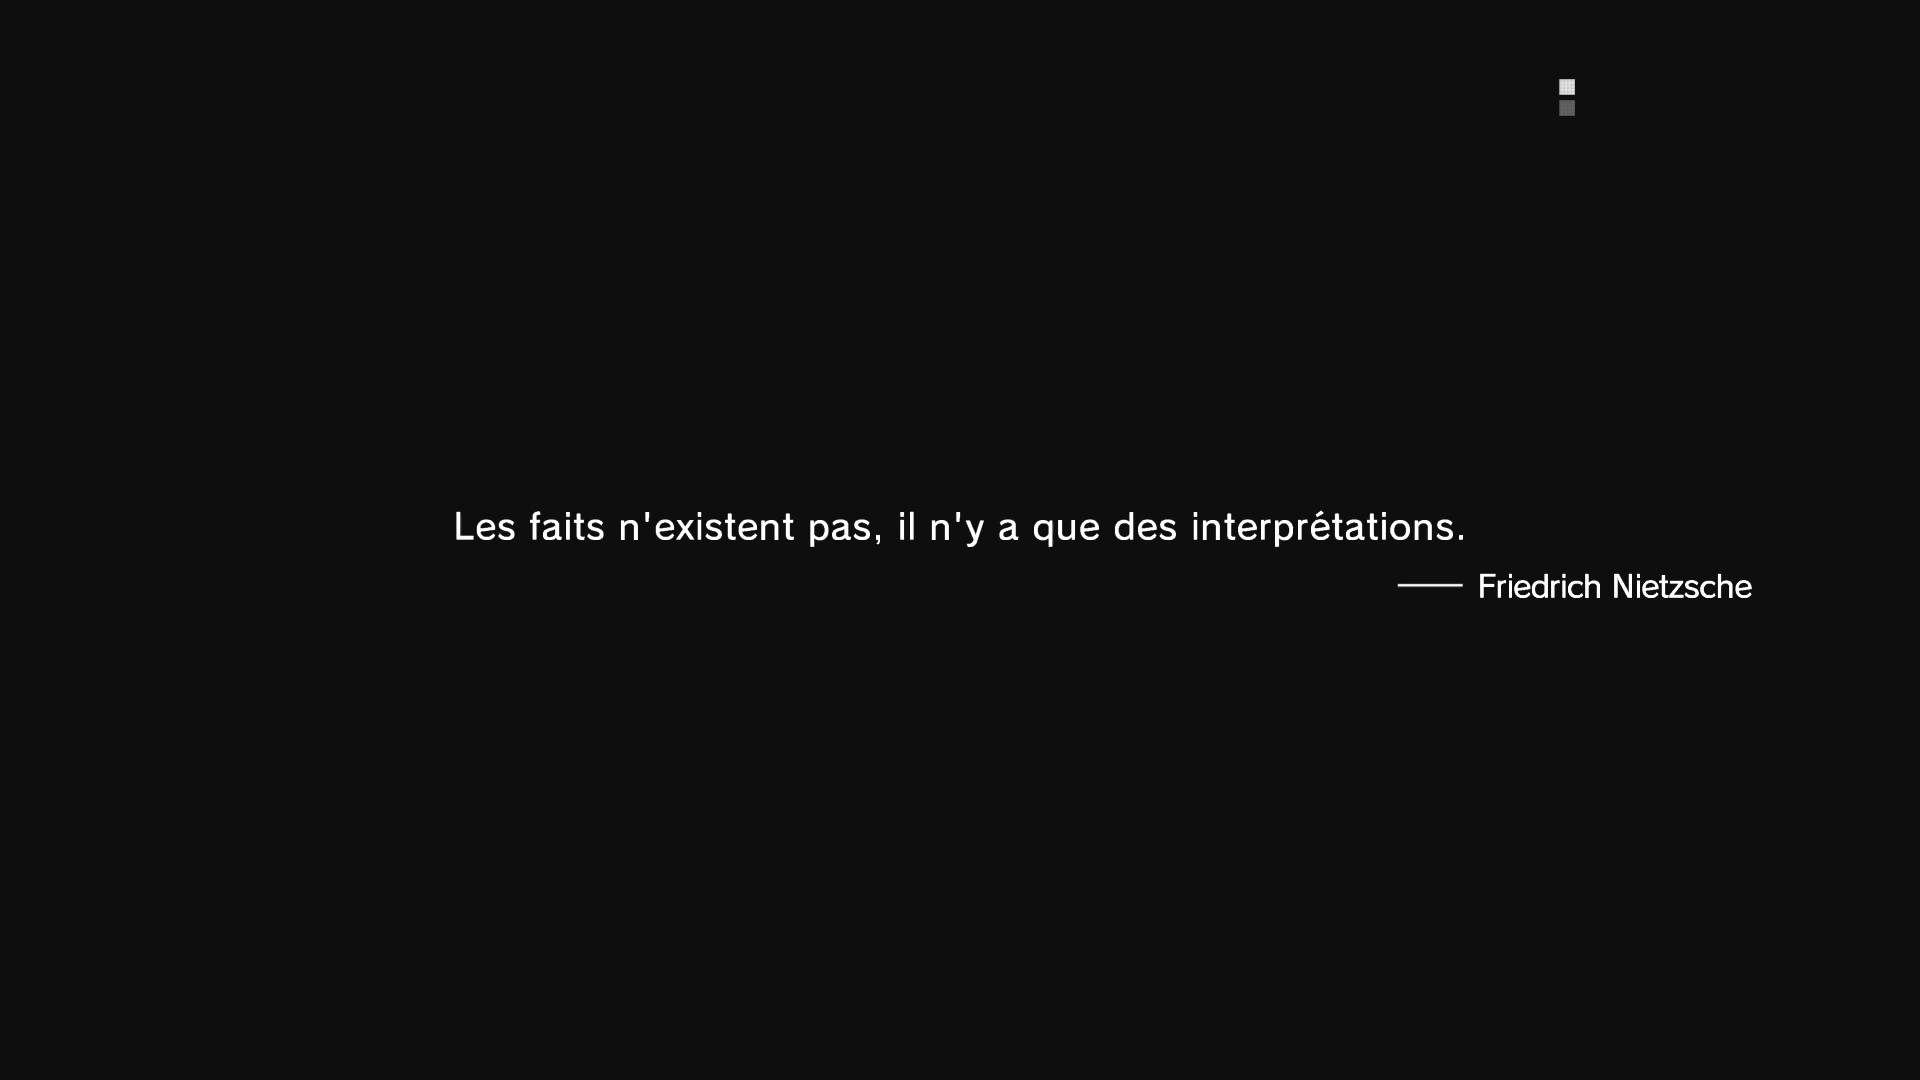 Les faits n'existent pas, il n'y a que des interprétations.
—— Friedrich Nietzsche